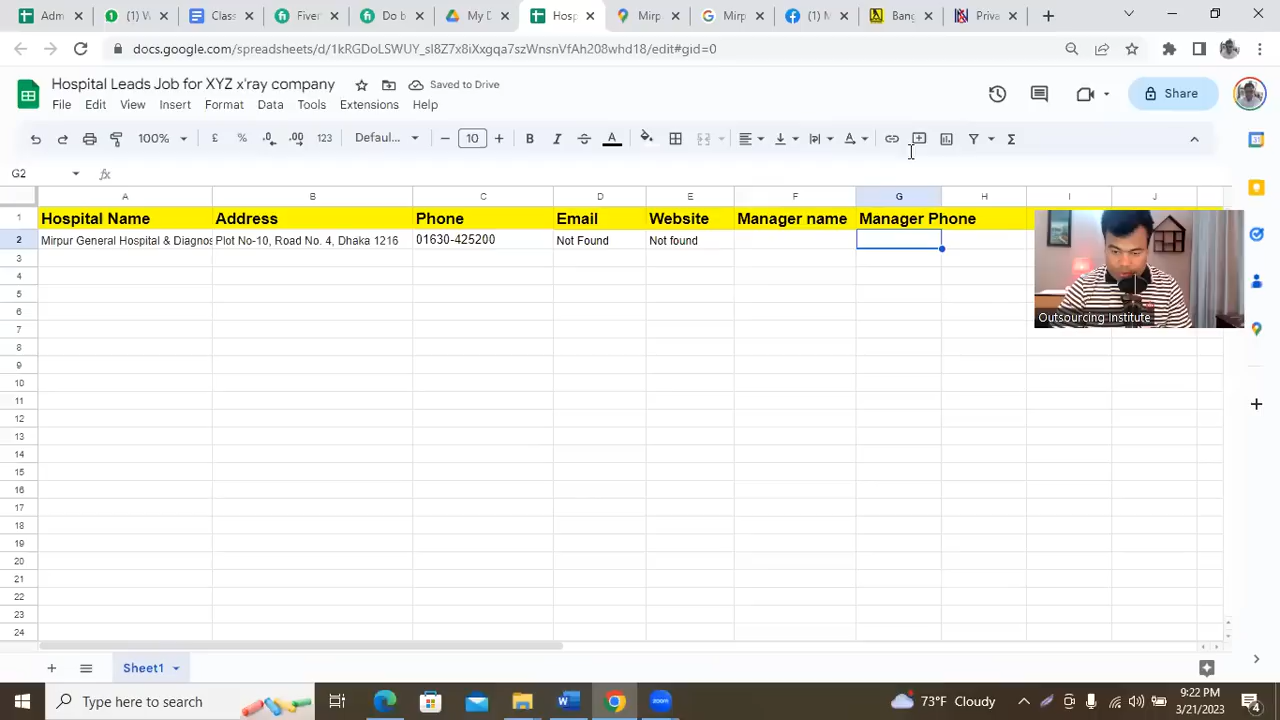 Adm
(1) W
Class
Fiver
Do b
My D
Hosp
Mirp
Mirp
(1) M
Bang
Priva
docs.google.com/spreadsheets/d/1kRGDoLSWUY_sl8Z7x8iXxgqa7szWnsnVfAh208whd18/edit#gid=0
Hospital Leads Job for XYZ x'ray company
Saved to Drive
File Edit View Insert Format Data Tools Extensions Help
Share
100% £ % .0 .00 123 Defaul... 10 B I A
G2 fx
A B C D E F G H I J
1 Hospital Name Address Phone Email Website Manager name Manager Phone
2 Mirpur General Hospital & Diagnos Plot No-10, Road No. 4, Dhaka 1216 01630-425200 Not Found Not found
3
4
5
6
7
8
9
10
11
12
13
14
15
16
17
18
19
20
21
22
23
24
Outsourcing Institute
Sheet1
Type here to search
73°F Cloudy
9:22 PM
3/21/2023
4